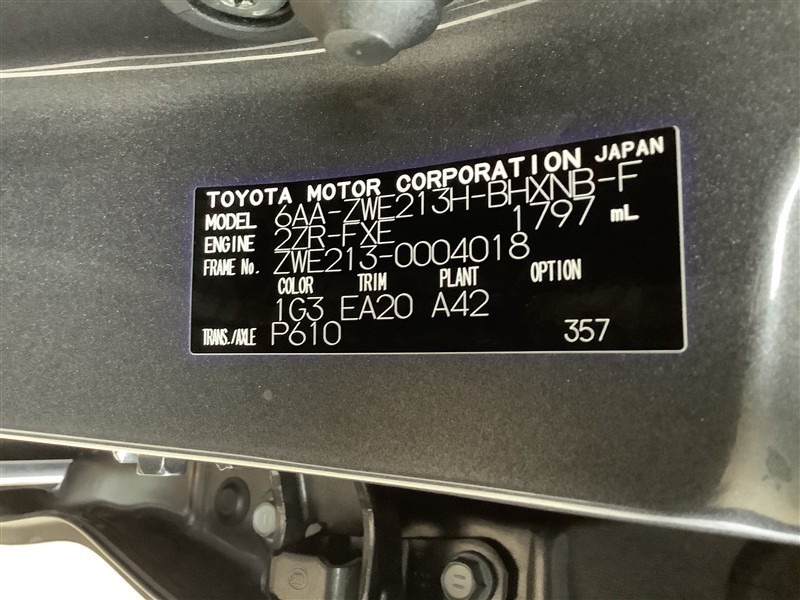 TOYOTA MOTOR CORPORATION JAPAN
MODEL 6AA-ZWE213H-BHXNB-F
ENGINE 2ZR-FXE 1797 mL
FRAME No. ZWE213-0004018
COLOR TRIM PLANT OPTION
1G3 EA20 A42
TRANS./AXLE P610 357